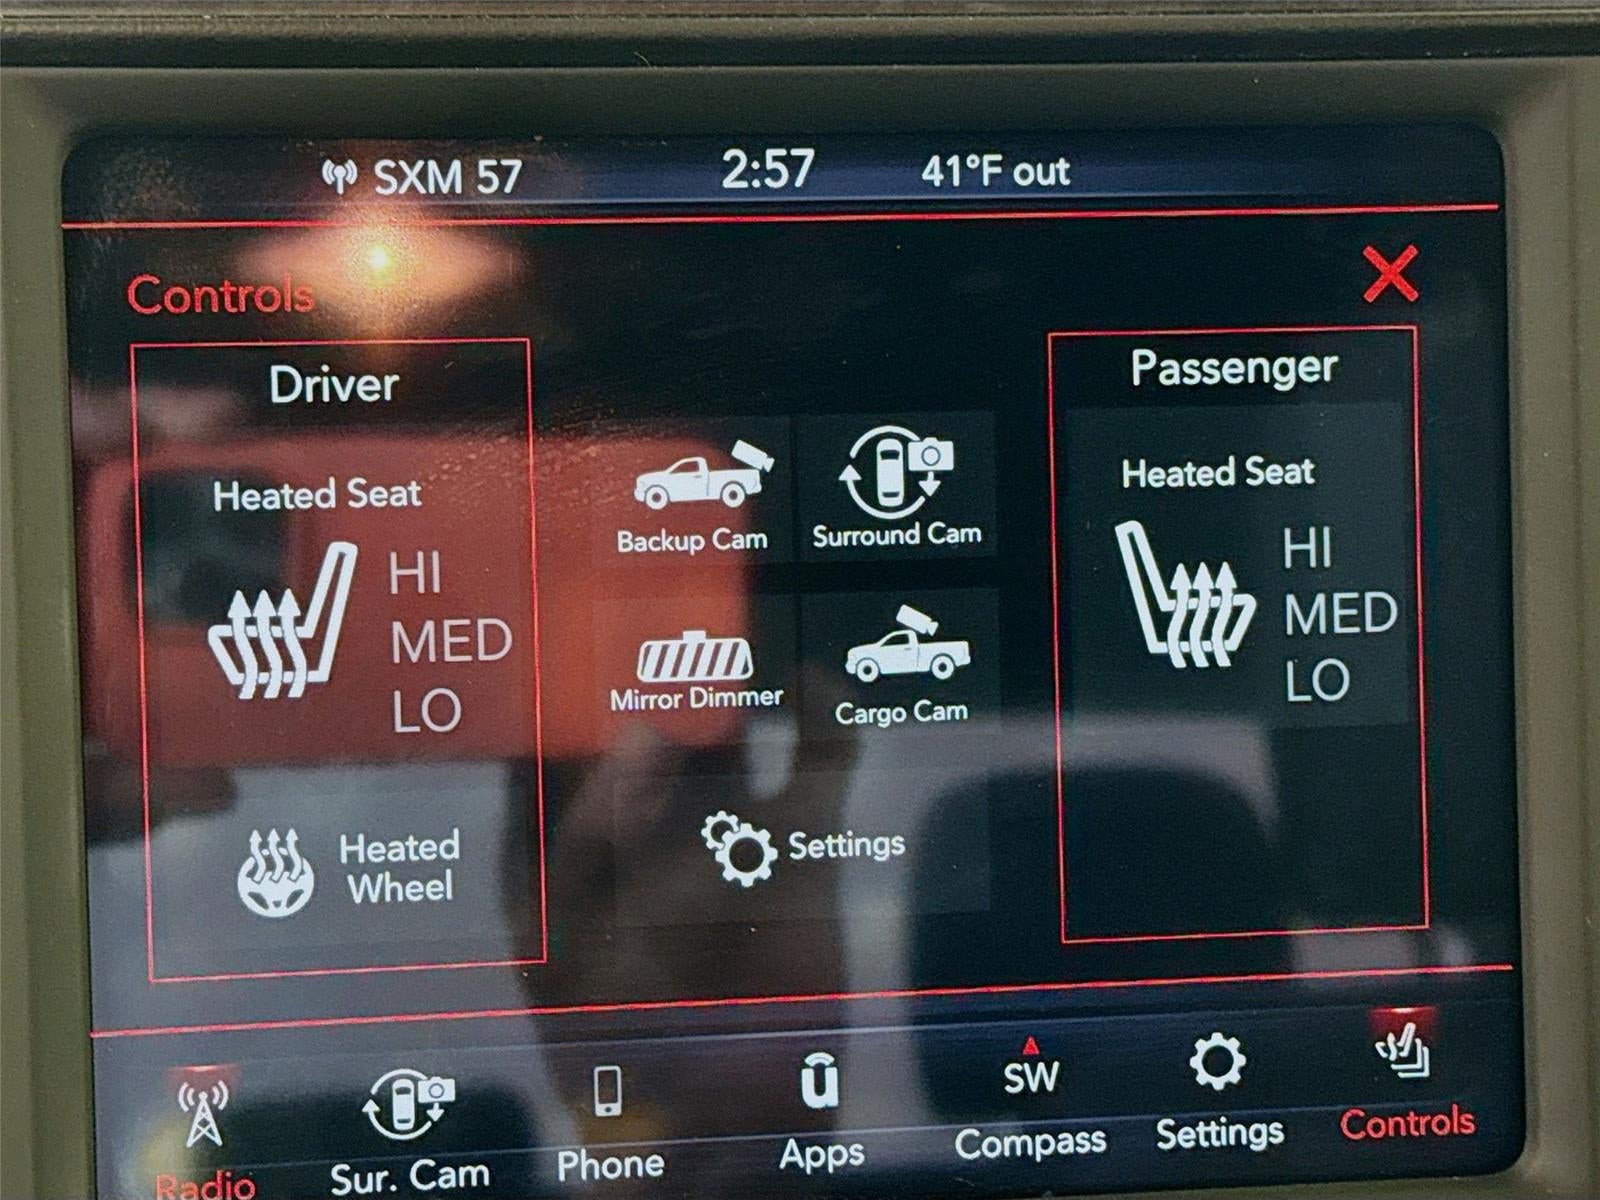 SXM 57 2:57 41°F out
Controls
Driver
Heated Seat
HI
MED
LO
Heated
Wheel
Backup Cam
Surround Cam
Mirror Dimmer
Cargo Cam
Settings
Passenger
Heated Seat
HI
MED
LO
Radio
Sur. Cam
Phone
Apps
SW
Compass
Settings
Controls